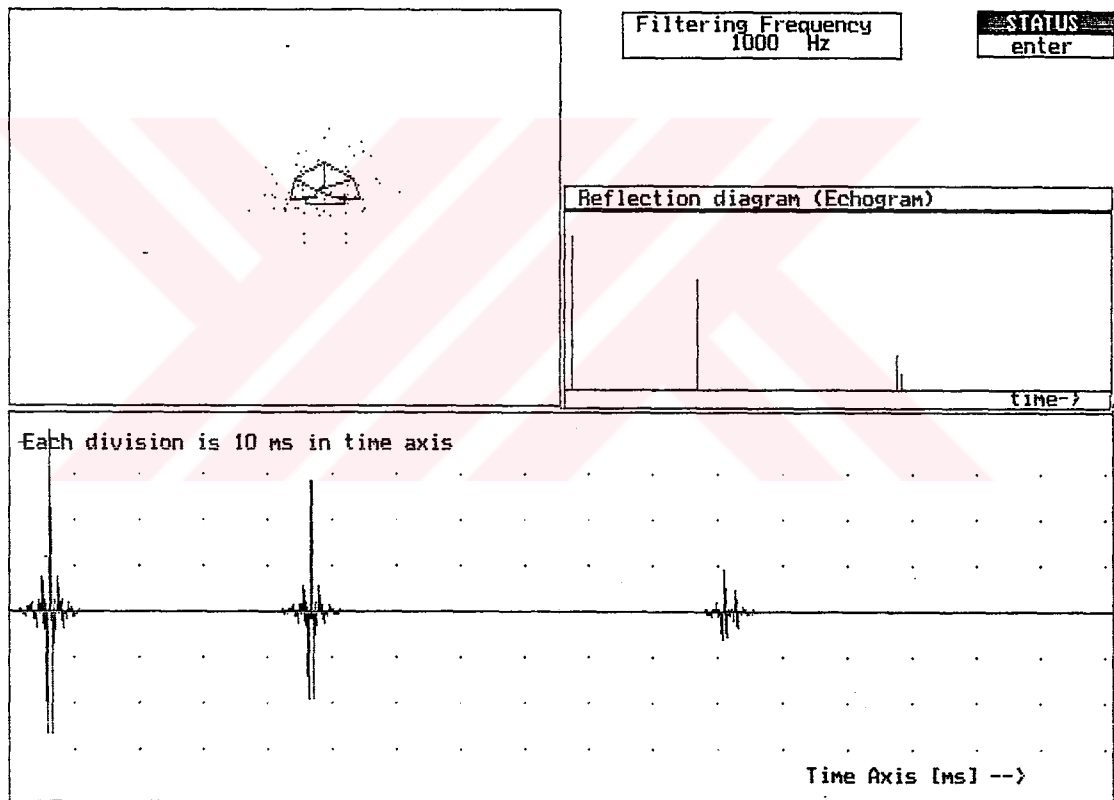 Filtering Frequency
1000 Hz
STATUS
enter
Reflection diagram (Echogram)
time->
Each division is 10 ms in time axis
Time Axis [ms] -->